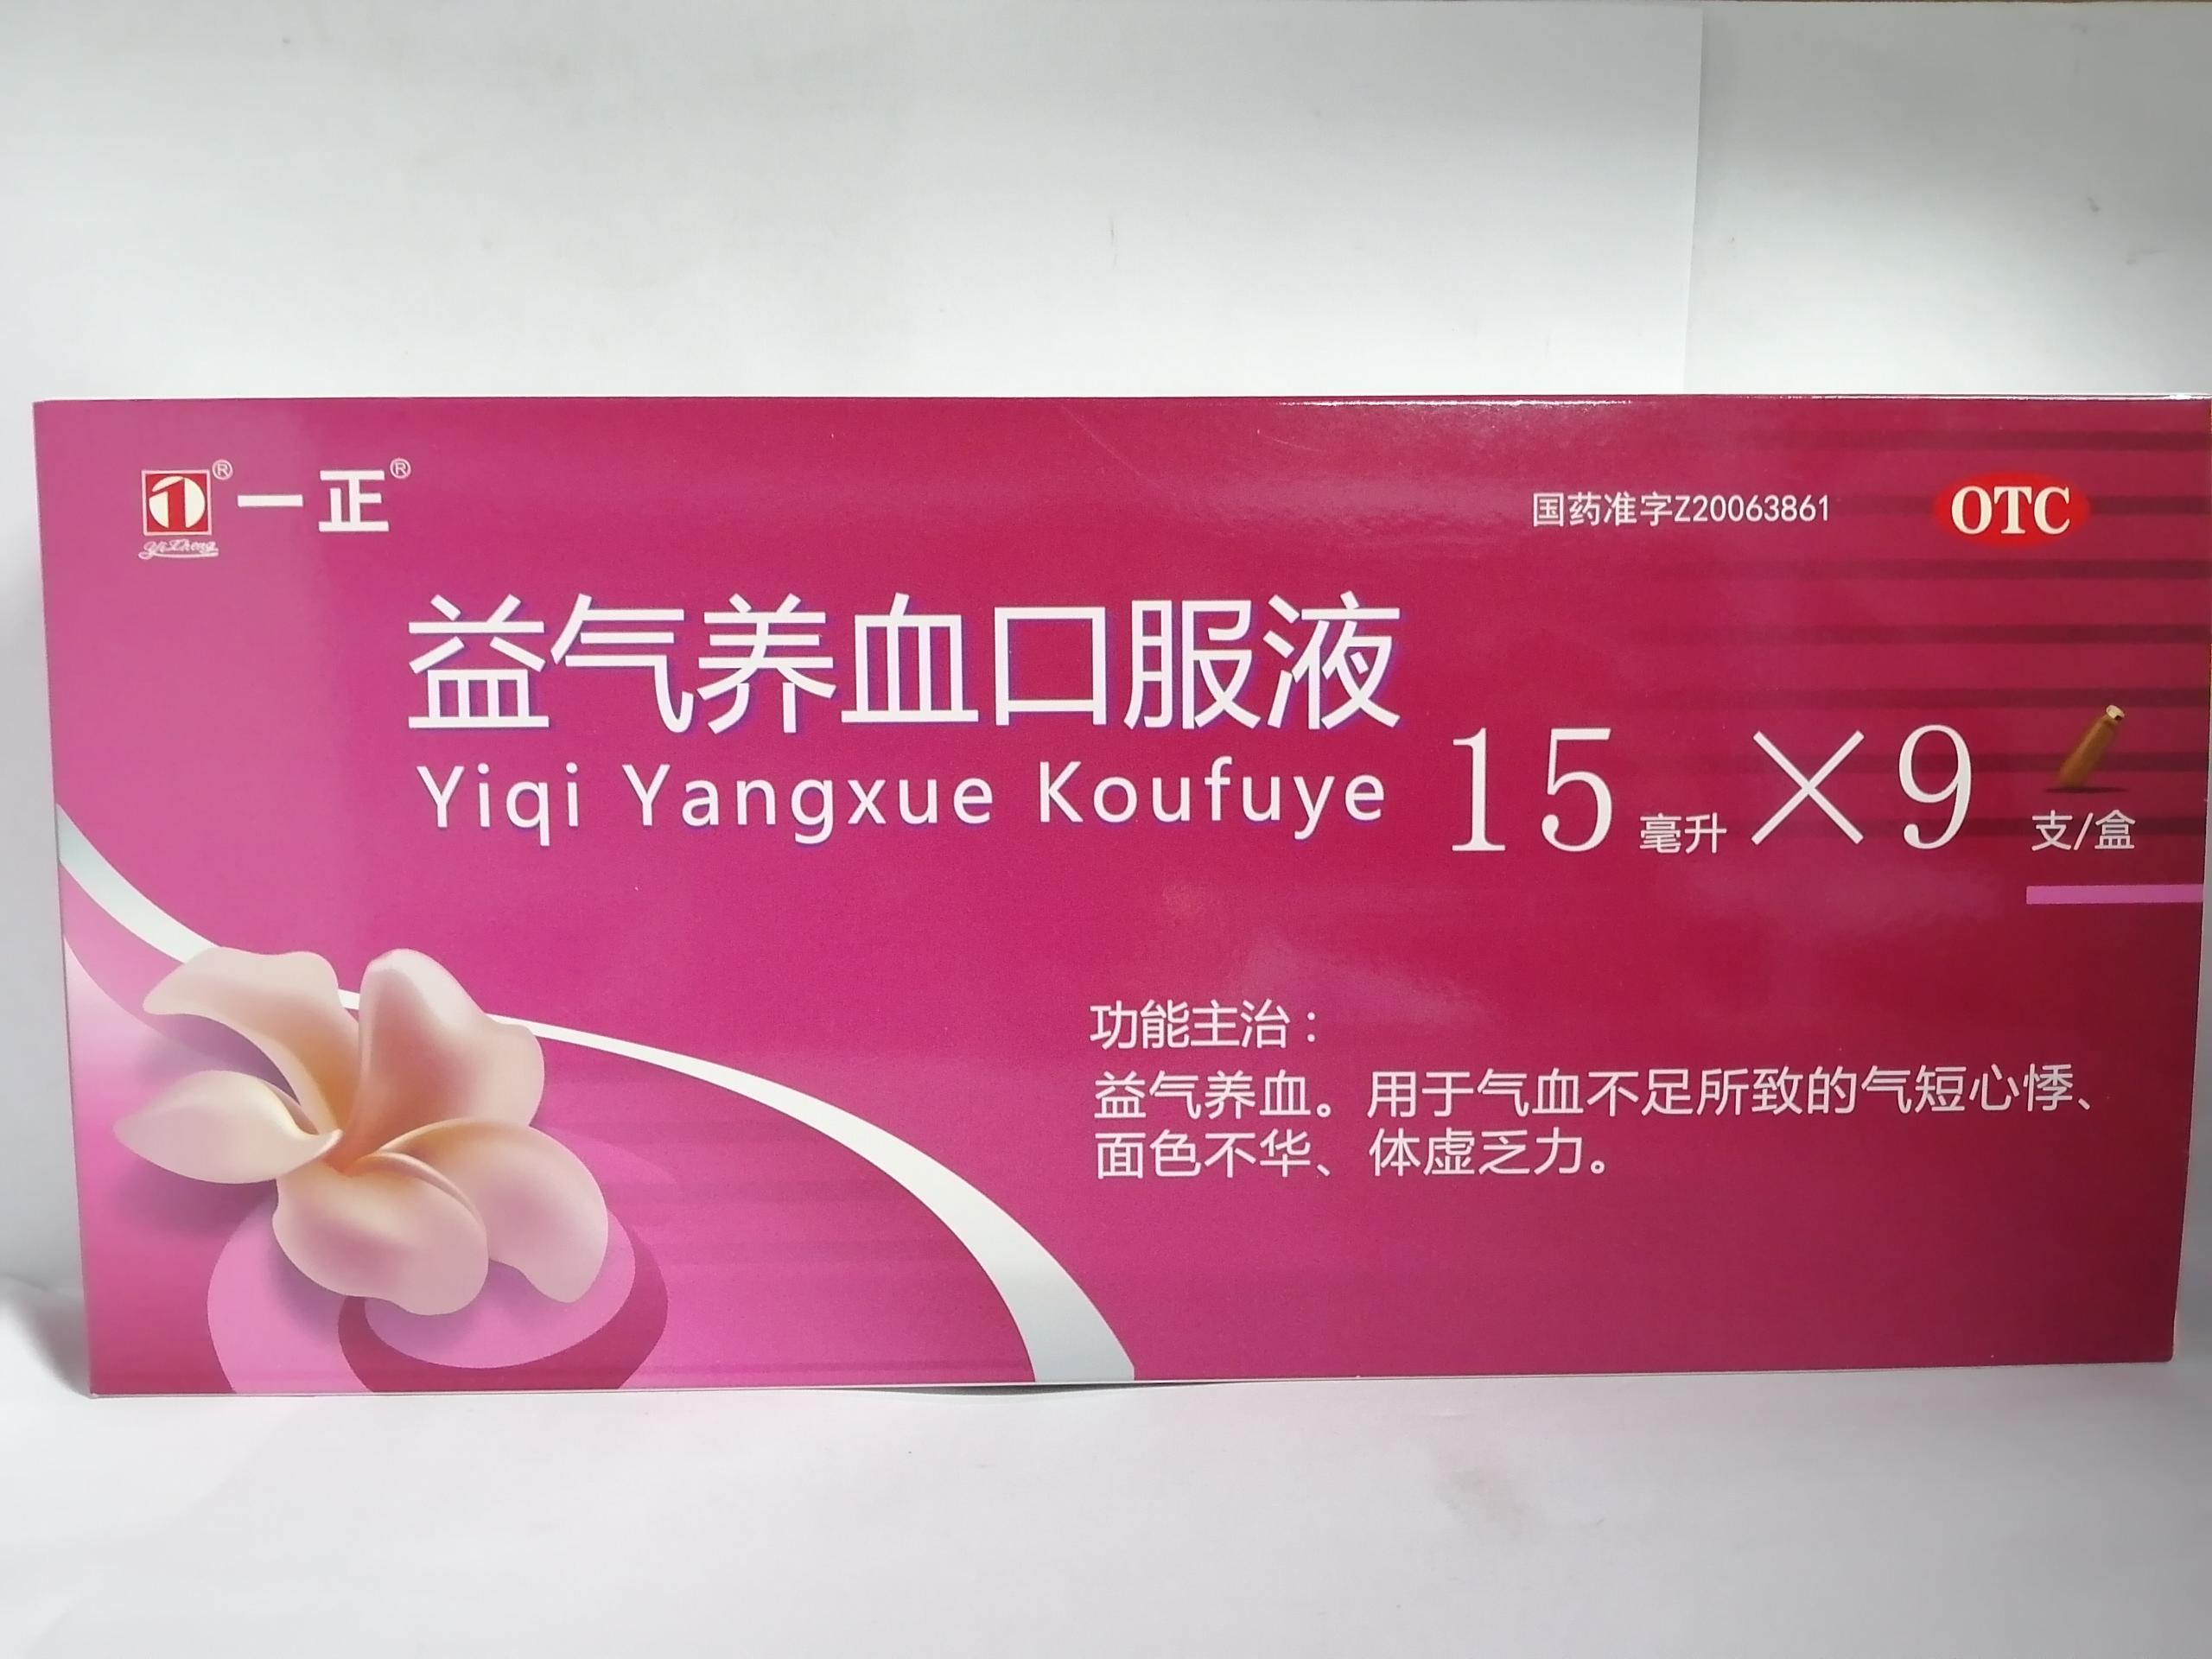 一正
YiZheng
国药准字Z20063861
OTC
益气养血口服液
Yiqi Yangxue Koufuye
15毫升×9支/盒
功能主治：
益气养血。用于气血不足所致的气短心悸、
面色不华、体虚乏力。